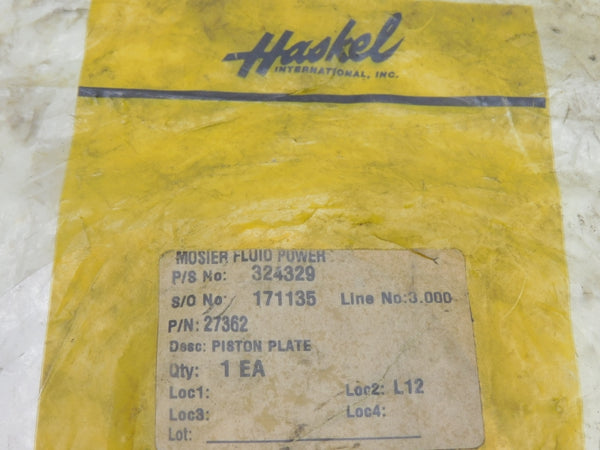 Haskel
INTERNATIONAL, INC.
MOSIER FLUID POWER
P/S No: 324329
S/O No: 171135 Line No:3.000
P/N: 27362
Desc: PISTON PLATE
Qty: 1 EA
Loc1: Loc2: L12
Loc3: Loc4:
Lot: